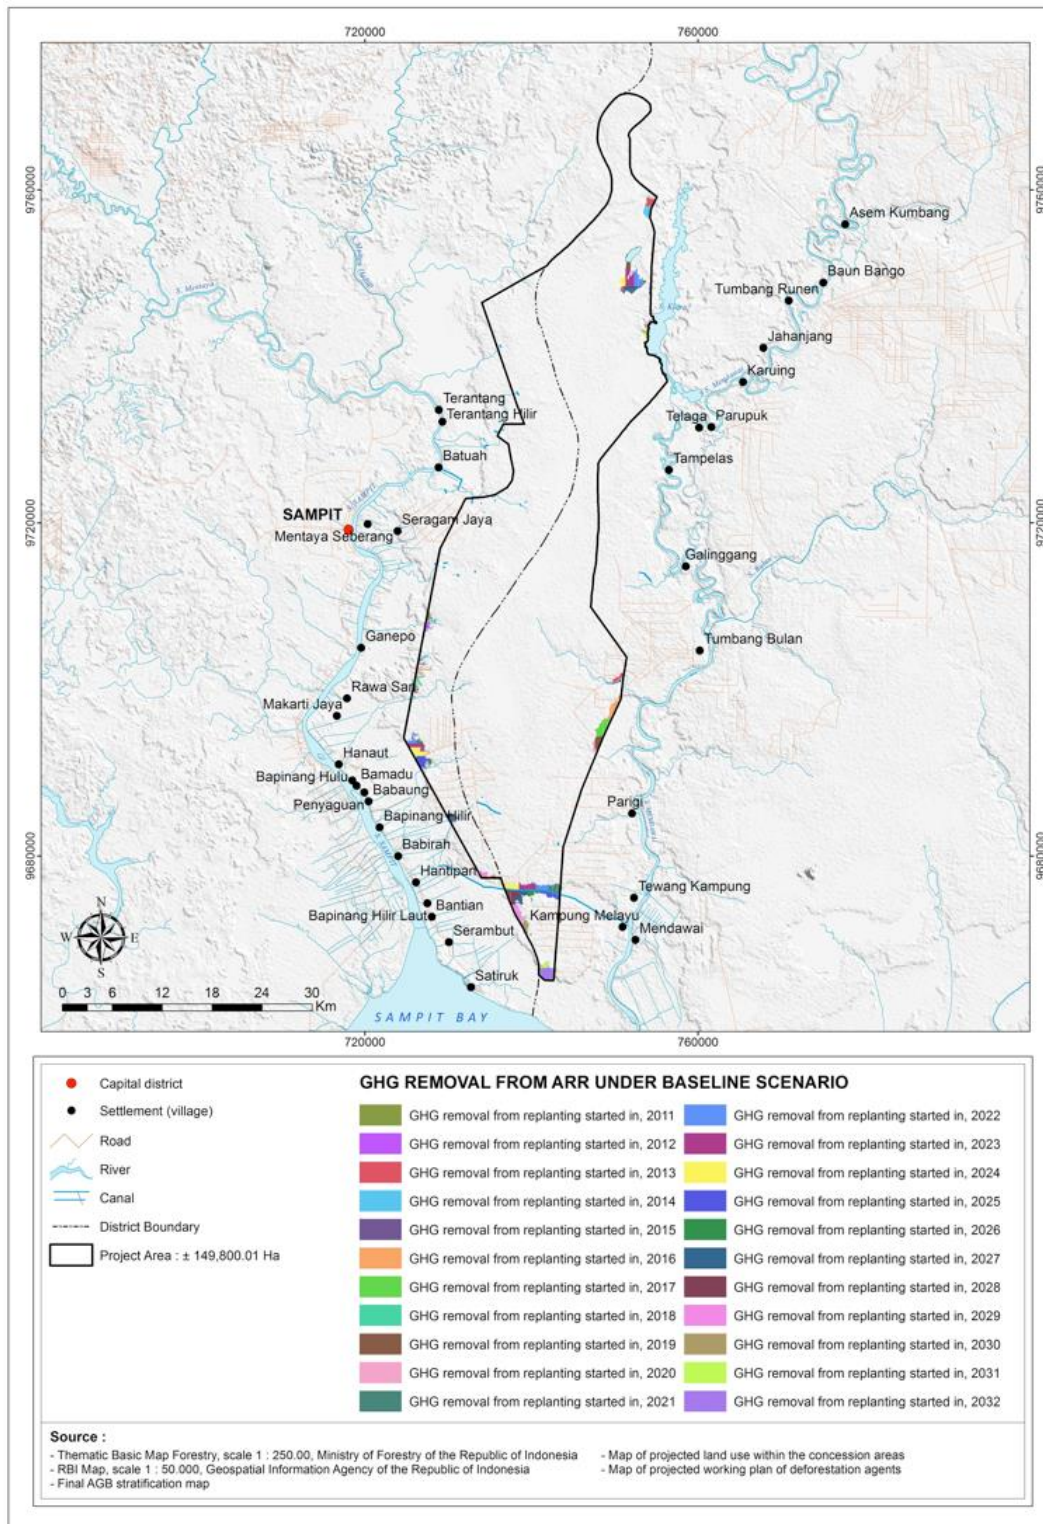 720000
760000
9760000
9760000
Asem Kumbang
S. Mentaya
Baun Bango
Tumbang Runen
Jahanjang
Karuing
Terantang
Terantang Hilir
Telaga
Parupuk
Batuah
Tampelas
SAMPIT
Seragam Jaya
Mentaya Seberang
9720000
9720000
Galinggang
Ganepo
Tumbang Bulan
Rawa Sari
Makarti Jaya
Hanaut
Bapinang Hulu
Bamadu
Babaung
Penyaguan
Parigi
Bapinang Hilir
Babirah
9680000
9680000
S. SAMPIT
Hantipan
Tewang Kampung
Bantian
Bapinang Hilir Laut
Kampung Melayu
Serambut
Mendawai
N
W
E
S
Satiruk
0 3 6 12 18 24 30
Km
SAMPIT BAY
720000
760000
Capital district
Settlement (village)
Road
River
Canal
District Boundary
Project Area : ± 149,800.01 Ha
GHG REMOVAL FROM ARR UNDER BASELINE SCENARIO
GHG removal from replanting started in, 2011
GHG removal from replanting started in, 2012
GHG removal from replanting started in, 2013
GHG removal from replanting started in, 2014
GHG removal from replanting started in, 2015
GHG removal from replanting started in, 2016
GHG removal from replanting started in, 2017
GHG removal from replanting started in, 2018
GHG removal from replanting started in, 2019
GHG removal from replanting started in, 2020
GHG removal from replanting started in, 2021
GHG removal from replanting started in, 2022
GHG removal from replanting started in, 2023
GHG removal from replanting started in, 2024
GHG removal from replanting started in, 2025
GHG removal from replanting started in, 2026
GHG removal from replanting started in, 2027
GHG removal from replanting started in, 2028
GHG removal from replanting started in, 2029
GHG removal from replanting started in, 2030
GHG removal from replanting started in, 2031
GHG removal from replanting started in, 2032
Source :
- Thematic Basic Map Forestry, scale 1 : 250.00, Ministry of Forestry of the Republic of Indonesia
- RBI Map, scale 1 : 50.000, Geospatial Information Agency of the Republic of Indonesia
- Final AGB stratification map
- Map of projected land use within the concession areas
- Map of projected working plan of deforestation agents